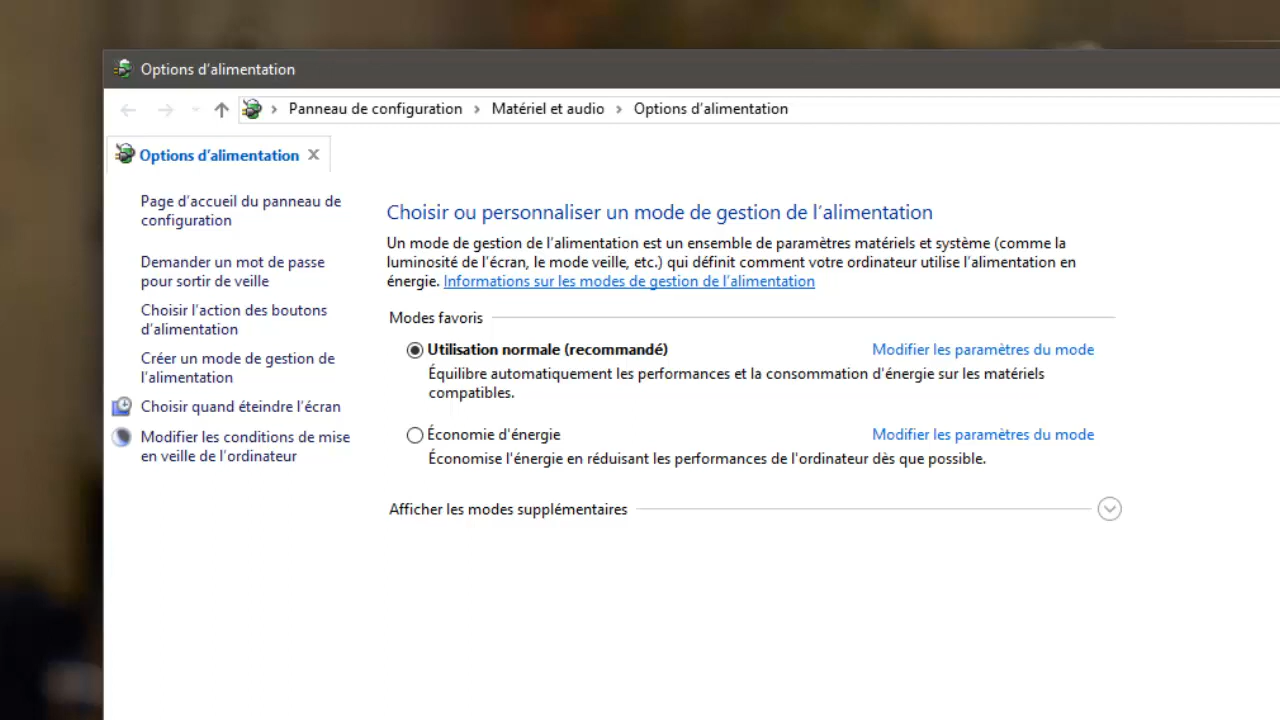 Options d'alimentation
Panneau de configuration > Matériel et audio > Options d'alimentation
Options d'alimentation
Page d'accueil du panneau de
configuration
Demander un mot de passe
pour sortir de veille
Choisir l'action des boutons
d'alimentation
Créer un mode de gestion de
l'alimentation
Choisir quand éteindre l'écran
Modifier les conditions de mise
en veille de l'ordinateur
Choisir ou personnaliser un mode de gestion de l'alimentation
Un mode de gestion de l'alimentation est un ensemble de paramètres matériels et système (comme la
luminosité de l'écran, le mode veille, etc.) qui définit comment votre ordinateur utilise l'alimentation en
énergie. Informations sur les modes de gestion de l'alimentation
Modes favoris
Utilisation normale (recommandé) Modifier les paramètres du mode
Équilibre automatiquement les performances et la consommation d'énergie sur les matériels
compatibles.
Économie d'énergie Modifier les paramètres du mode
Économise l'énergie en réduisant les performances de l'ordinateur dès que possible.
Afficher les modes supplémentaires